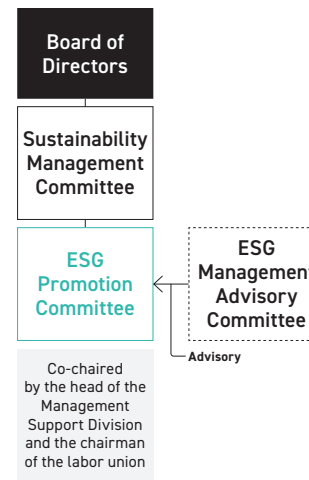 Board of
Directors
Sustainability
Management
Committee
ESG
Promotion
Committee
ESG
Management
Advisory
Committee
Advisory
Co-chaired
by the head of the
Management
Support Division
and the chairman
of the labor union